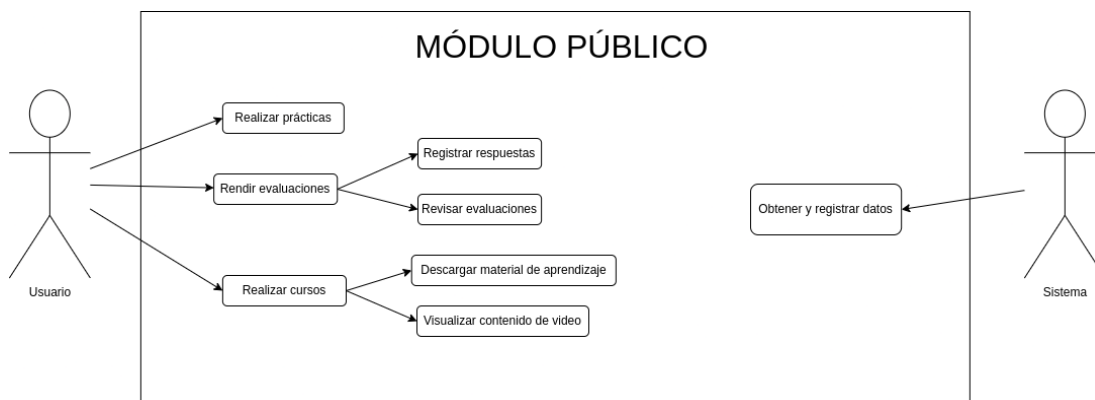 MÓDULO PÚBLICO
Realizar prácticas
Registrar respuestas
Rendir evaluaciones
Revisar evaluaciones
Obtener y registrar datos
Descargar material de aprendizaje
Realizar cursos
Visualizar contenido de video
Usuario
Sistema